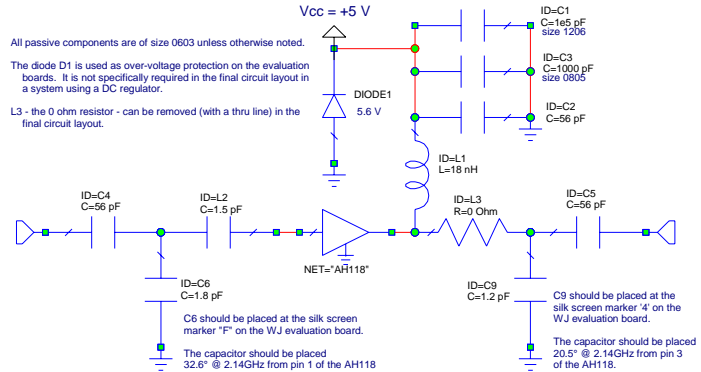 Vcc = +5 V
All passive components are of size 0603 unless otherwise noted.
The diode D1 is used as over-voltage protection on the evaluation
boards. It is not specifically required in the final circuit layout in
a system using a DC regulator.
L3 - the 0 ohm resistor - can be removed (with a thru line) in the
final circuit layout.
DIODE1
5.6 V
ID=C1
C=1e5 pF
size 1206
ID=C3
C=1000 pF
size 0805
ID=C2
C=56 pF
ID=L1
L=18 nH
ID=C4
C=56 pF
ID=L2
C=1.5 pF
NET="AH118"
ID=L3
R=0 Ohm
ID=C5
C=56 pF
ID=C6
C=1.8 pF
C6 should be placed at the silk screen
marker "F" on the WJ evaluation board.
The capacitor should be placed
32.6° @ 2.14GHz from pin 1 of the AH118
ID=C9
C=1.2 pF
C9 should be placed at the
silk screen marker '4' on the
WJ evaluation board.
The capacitor should be placed
20.5° @ 2.14GHz from pin 3
of the AH118.